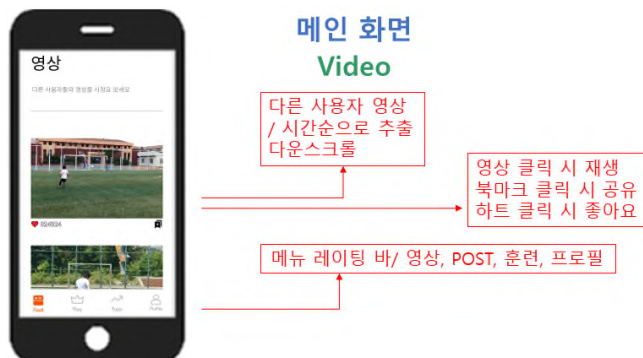 메인 화면
Video
영상
다른 사용자 영상
/ 시간순으로 추출
다운스크롤
영상 클릭 시 재생
북마크 클릭 시 공유
하트 클릭 시 좋아요
메뉴 레이팅 바/ 영상, POST, 훈련, 프로필
Feed
Play
Profile